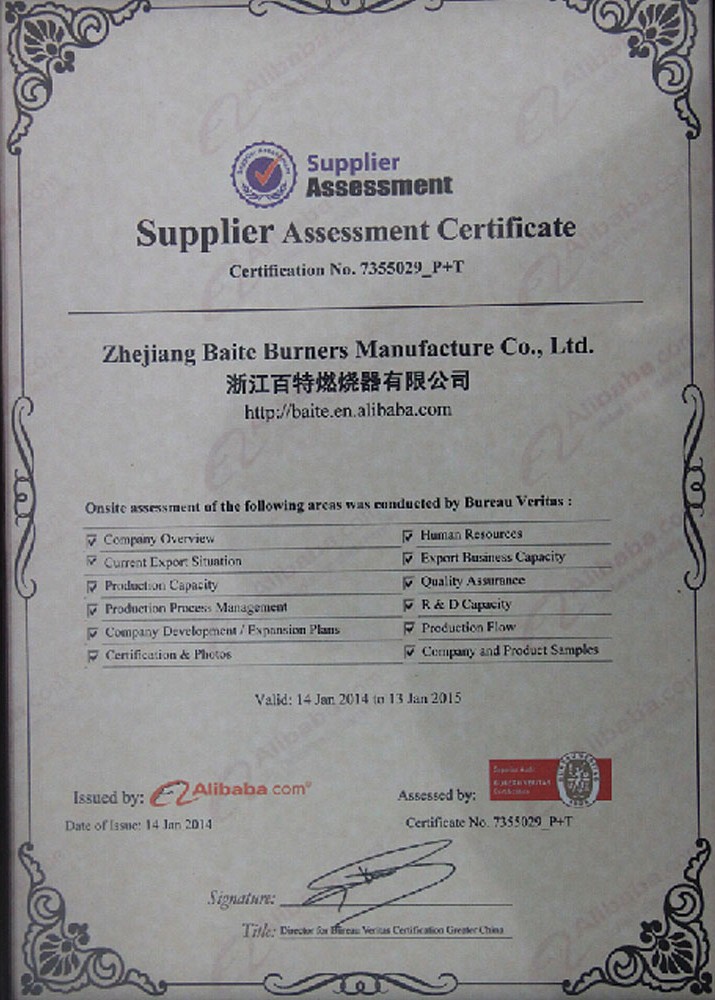 Supplier
Assessment
Supplier Assessment Certificate
Certification No. 7355029_P+T
Zhejiang Baite Burners Manufacture Co., Ltd.
浙江百特燃烧器有限公司
http://baite.en.alibaba.com
Onsite assessment of the following areas was conducted by Bureau Veritas :
Company Overview
Human Resources
Current Export Situation
Export Business Capacity
Production Capacity
Quality Assurance
Production Process Management
R & D Capacity
Company Development / Expansion Plans
Production Flow
Certification & Photos
Company and Product Samples
Valid: 14 Jan 2014 to 13 Jan 2015
Issued by: Alibaba.com®
Assessed by:
Supplier Audit
BUREAU VERITAS
Certification
Date of Issue: 14 Jan 2014
Certificate No. 7355029_P+T
Signature:
Title: Director for Bureau Veritas Certification Greater China